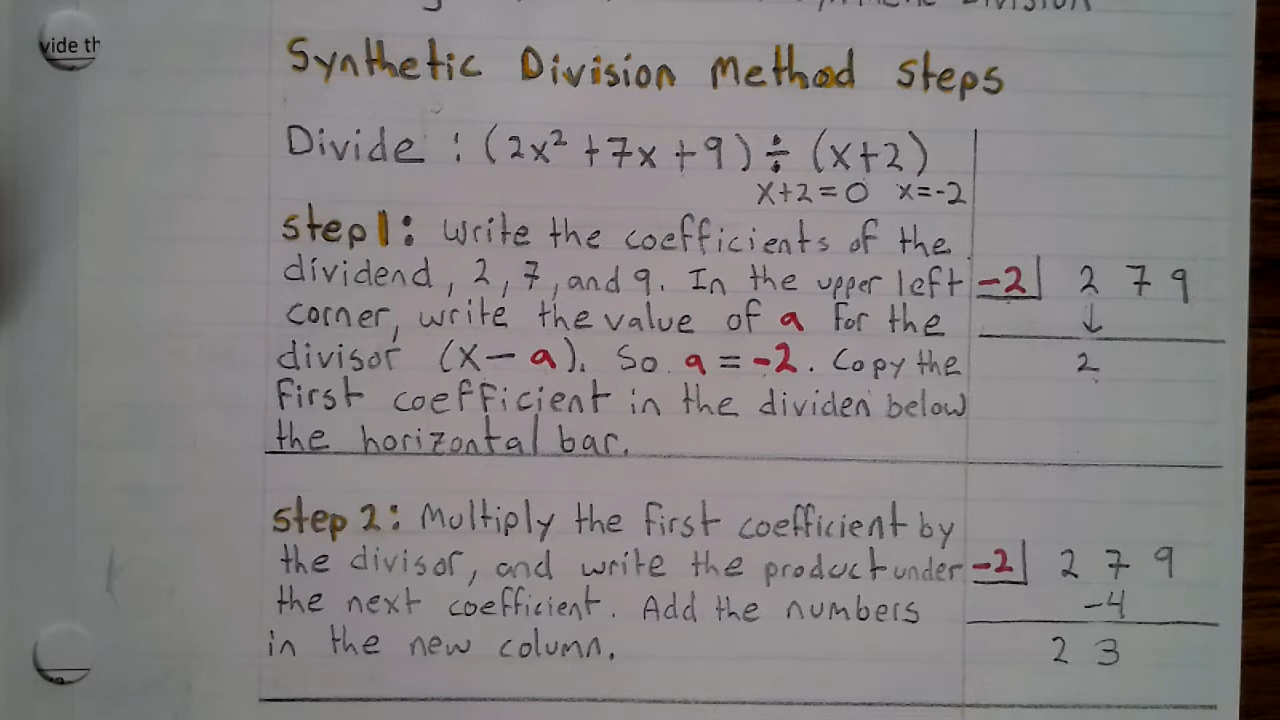 DIVISION
vide th
Synthetic Division Method Steps
Divide : (2x² + 7x + 9) ÷ (x+2)
x+2=0 x=-2
Step 1: Write the coefficients of the
dividend, 2, 7, and 9. In the upper left
corner, write the value of a for the
divisor (x-a). So a = -2. Copy the
first coefficient in the dividen below
the horizontal bar.
-2| 2 7 9
↓
2
Step 2: Multiply the first coefficient by
the divisor, and write the product under
the next coefficient. Add the numbers
in the new column.
-2| 2 7 9
-4
2 3